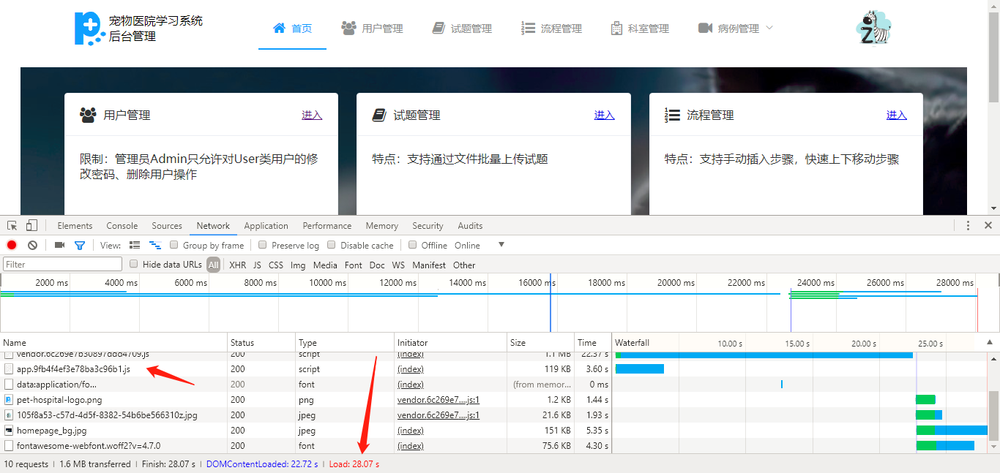 宠物医院学习系统
后台管理
首页
用户管理
试题管理
流程管理
科室管理
病例管理
Z
用户管理
进入
限制：管理员Admin只允许对User类用户的修
改密码、删除用户操作
试题管理
进入
特点：支持通过文件批量上传试题
流程管理
进入
特点：支持手动插入步骤，快速上下移动步骤
Elements Console Sources Network Application Performance Memory Security Audits
View: Group by frame Preserve log Disable cache Offline Online
Filter Hide data URLs All XHR JS CSS Img Media Font Doc WS Manifest Other
2000 ms 4000 ms 6000 ms 8000 ms 10000 ms 12000 ms 14000 ms 16000 ms 18000 ms 20000 ms 22000 ms 24000 ms 26000 ms 28000 ms
Name Status Type Initiator Size Time Waterfall 10.00 s 15.00 s 20.00 s 25.00 s
vendor.6c269e7b30897ddd4709.js 200 script (index) 1.1 MB 22.37 s
app.9fb4f4ef3e78ba3c96b1.js 200 script (index) 119 KB 3.60 s
data:application/fo... 200 font (index) (from memor... 0 ms
pet-hospital-logo.png 200 png vendor.6c269e7....js:1 1.2 KB 1.44 s
105f8a53-c57d-4d5f-8382-54b6be566310z.jpg 200 jpeg vendor.6c269e7....js:1 21.6 KB 1.93 s
homepage_bg.jpg 200 jpeg (index) 151 KB 5.35 s
fontawesome-webfont.woff2?v=4.7.0 200 font (index) 75.6 KB 4.30 s
10 requests | 1.6 MB transferred | Finish: 28.07 s | DOMContentLoaded: 22.72 s | Load: 28.07 s